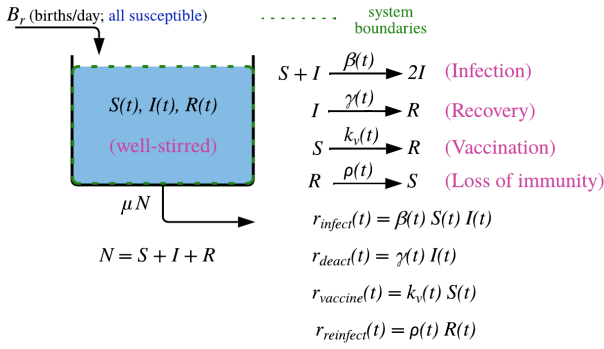 B_r (births/day; all susceptible)
system
boundaries
S(t), I(t), R(t)
(well-stirred)
μN
N = S + I + R
S + I β(t) 2I (Infection)
I γ(t) R (Recovery)
S k_v(t) R (Vaccination)
R ρ(t) S (Loss of immunity)
r_infect(t) = β(t) S(t) I(t)
r_deact(t) = γ(t) I(t)
r_vaccine(t) = k_v(t) S(t)
r_reinfect(t) = ρ(t) R(t)